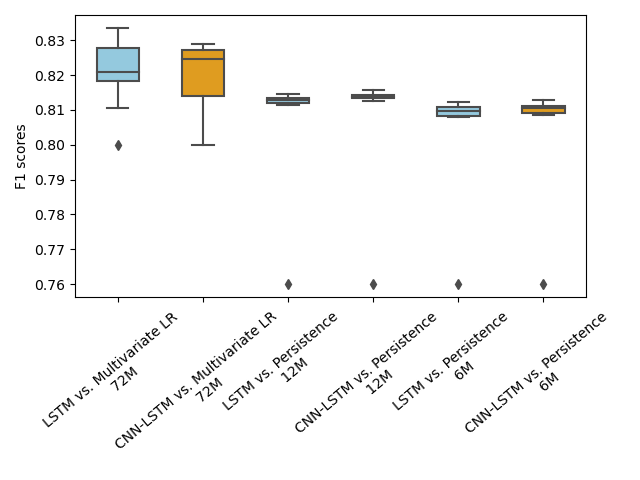 0.83
0.82
0.81
0.80
0.79
0.78
0.77
0.76
F1 scores
LSTM vs. Multivariate LR
72M
CNN-LSTM vs. Multivariate LR
72M
LSTM vs. Persistence
12M
CNN-LSTM vs. Persistence
12M
LSTM vs. Persistence
6M
CNN-LSTM vs. Persistence
6M